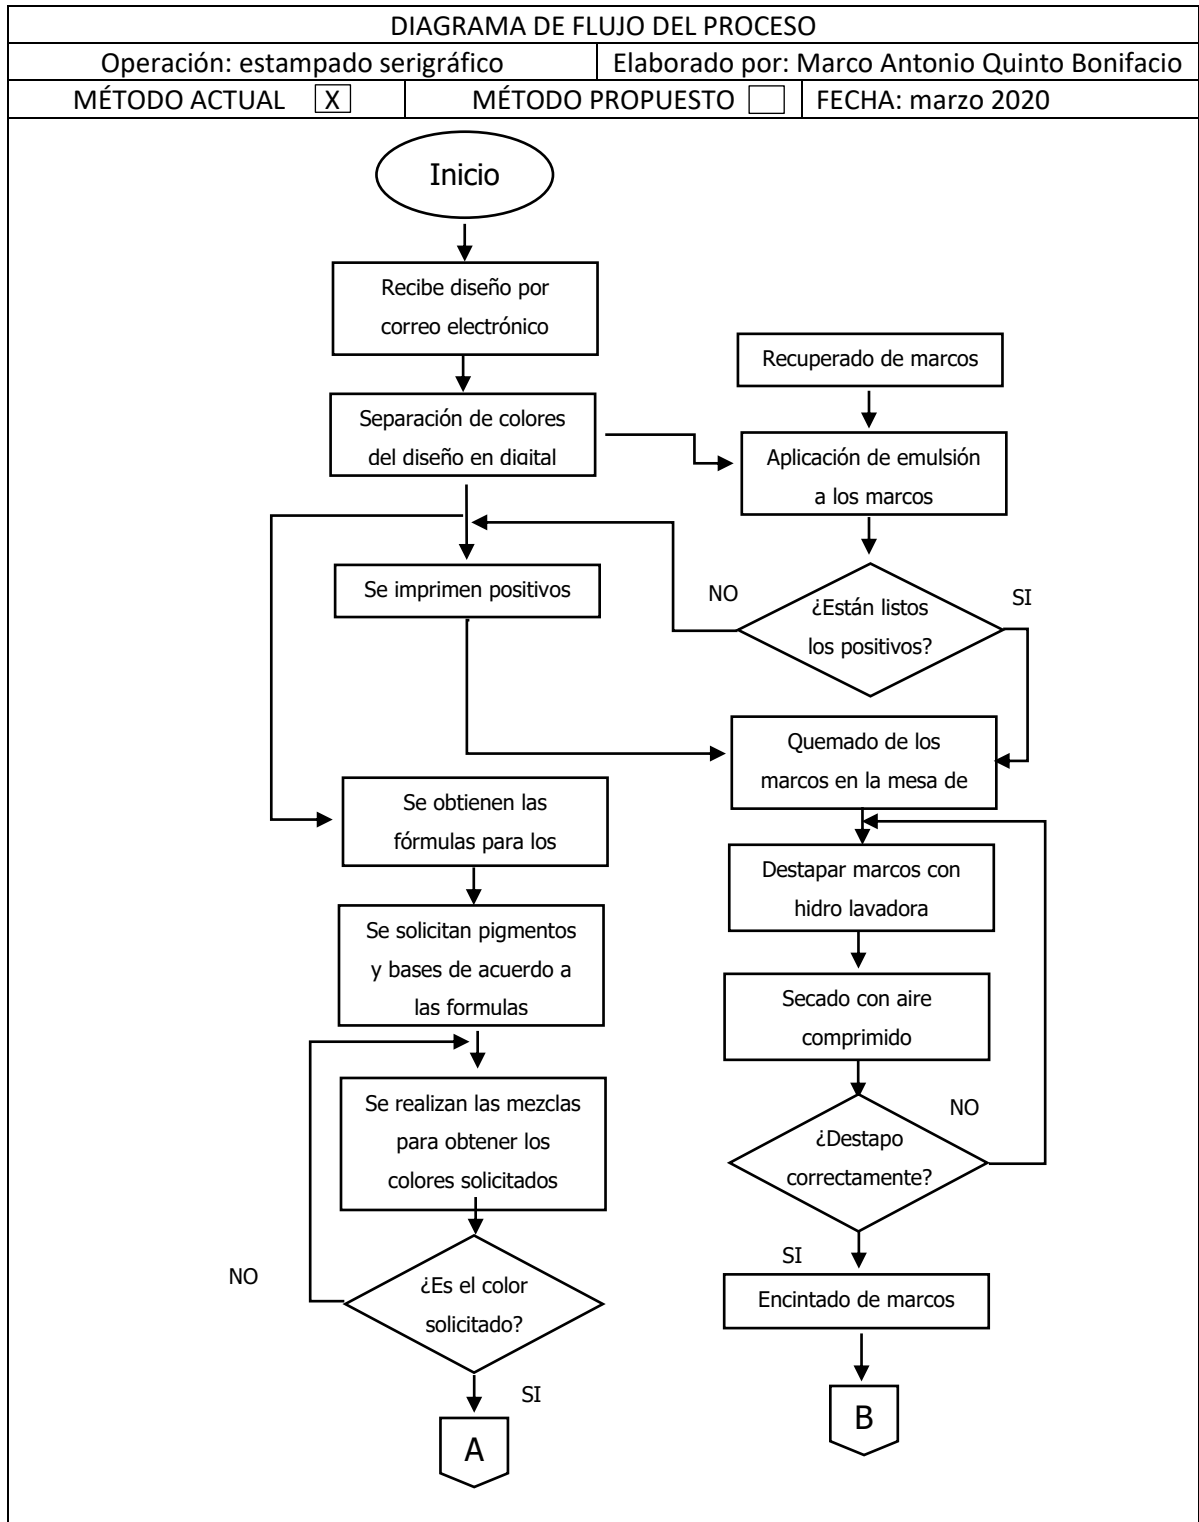 DIAGRAMA DE FLUJO DEL PROCESO
Operación: estampado serigráfico
Elaborado por: Marco Antonio Quinto Bonifacio
MÉTODO ACTUAL X
MÉTODO PROPUESTO
FECHA: marzo 2020
Inicio
Recibe diseño por
correo electrónico
Separación de colores
del diseño en digital
Recuperado de marcos
Aplicación de emulsión
a los marcos
Se imprimen positivos
NO
¿Están listos
los positivos?
SI
Quemado de los
marcos en la mesa de
Se obtienen las
fórmulas para los
Destapar marcos con
hidro lavadora
Se solicitan pigmentos
y bases de acuerdo a
las formulas
Secado con aire
comprimido
Se realizan las mezclas
para obtener los
colores solicitados
¿Destapo
correctamente?
NO
SI
NO
¿Es el color
solicitado?
SI
Encintado de marcos
A
B